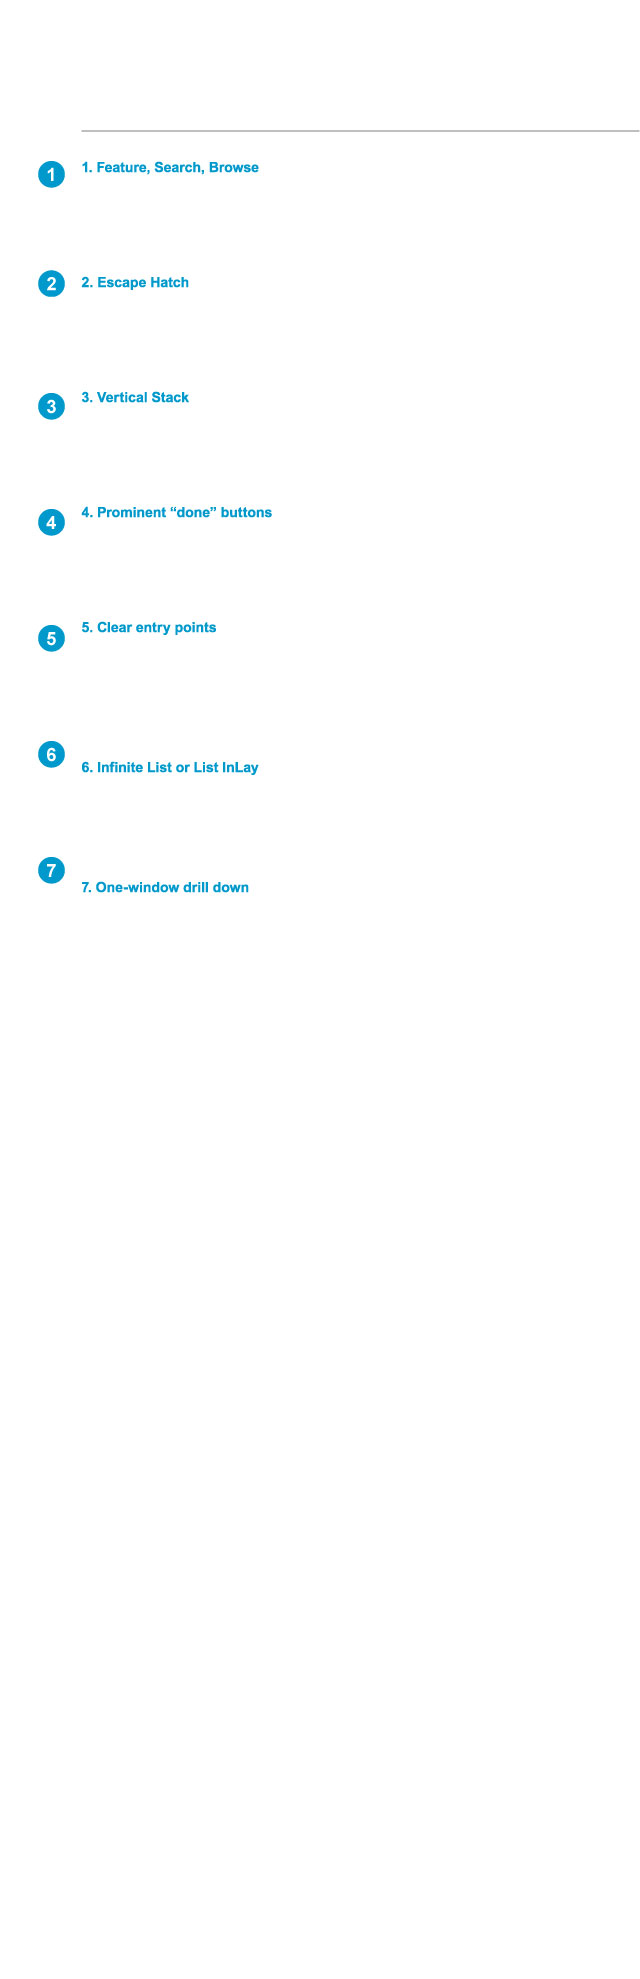 1 1. Feature, Search, Browse
2 2. Escape Hatch
3 3. Vertical Stack
4 4. Prominent “done” buttons
5 5. Clear entry points
6 6. Infinite List or List InLay
7 7. One-window drill down